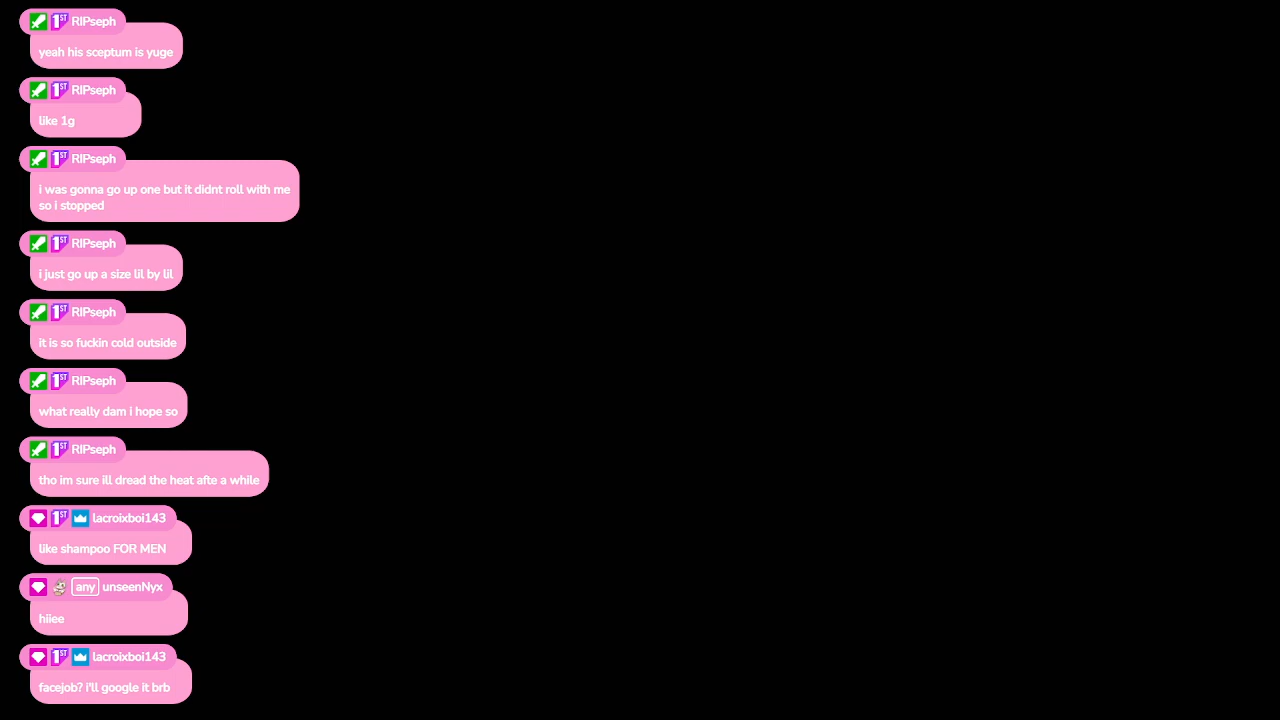 1ST RIPseph
yeah his sceptum is yuge
1ST RIPseph
like 1g
1ST RIPseph
i was gonna go up one but it didnt roll with me
so i stopped
1ST RIPseph
i just go up a size lil by lil
1ST RIPseph
it is so fuckin cold outside
1ST RIPseph
what really dam i hope so
1ST RIPseph
tho im sure ill dread the heat afte a while
1ST lacroixboi143
like shampoo FOR MEN
any unseenNyx
hiiee
1ST lacroixboi143
facejob? i'll google it brb